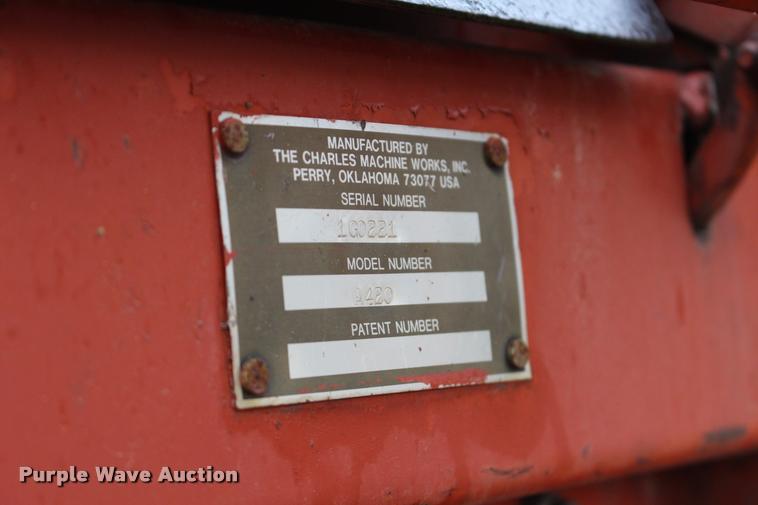 MANUFACTURED BY
THE CHARLES MACHINE WORKS, INC.
PERRY, OKLAHOMA 73077 USA
SERIAL NUMBER
1G0221
MODEL NUMBER
A420
PATENT NUMBER
Purple Wave Auction